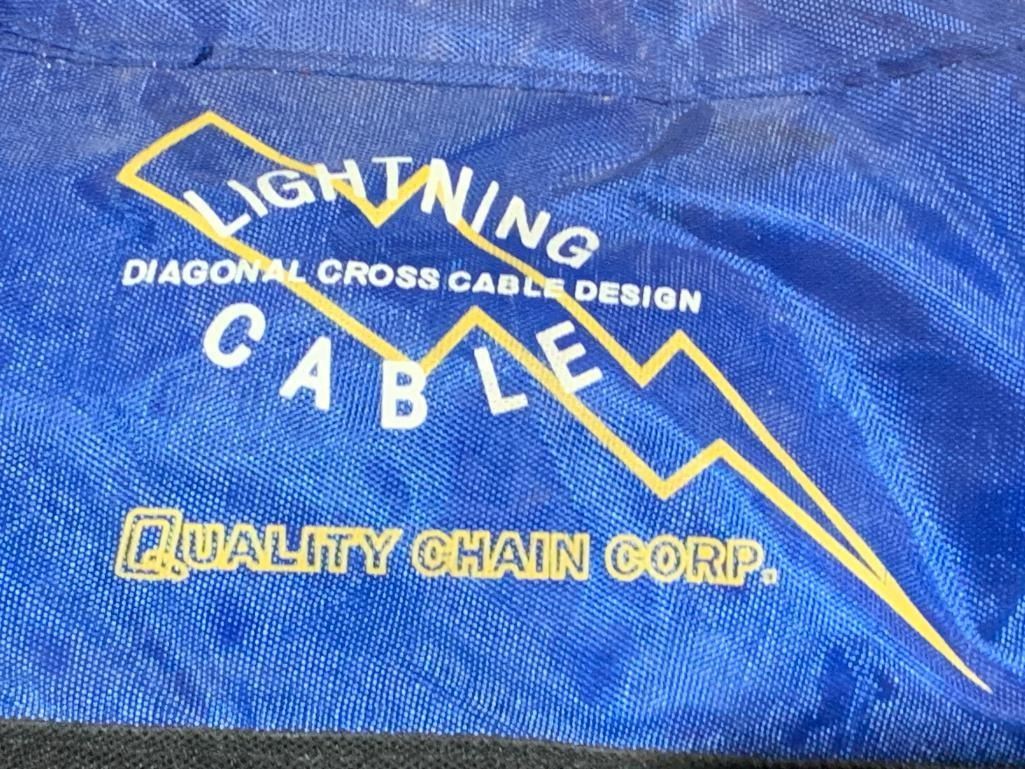 LIGHTNING
DIAGONAL CROSS CABLE DESIGN
CABLE
QUALITY CHAIN CORP.